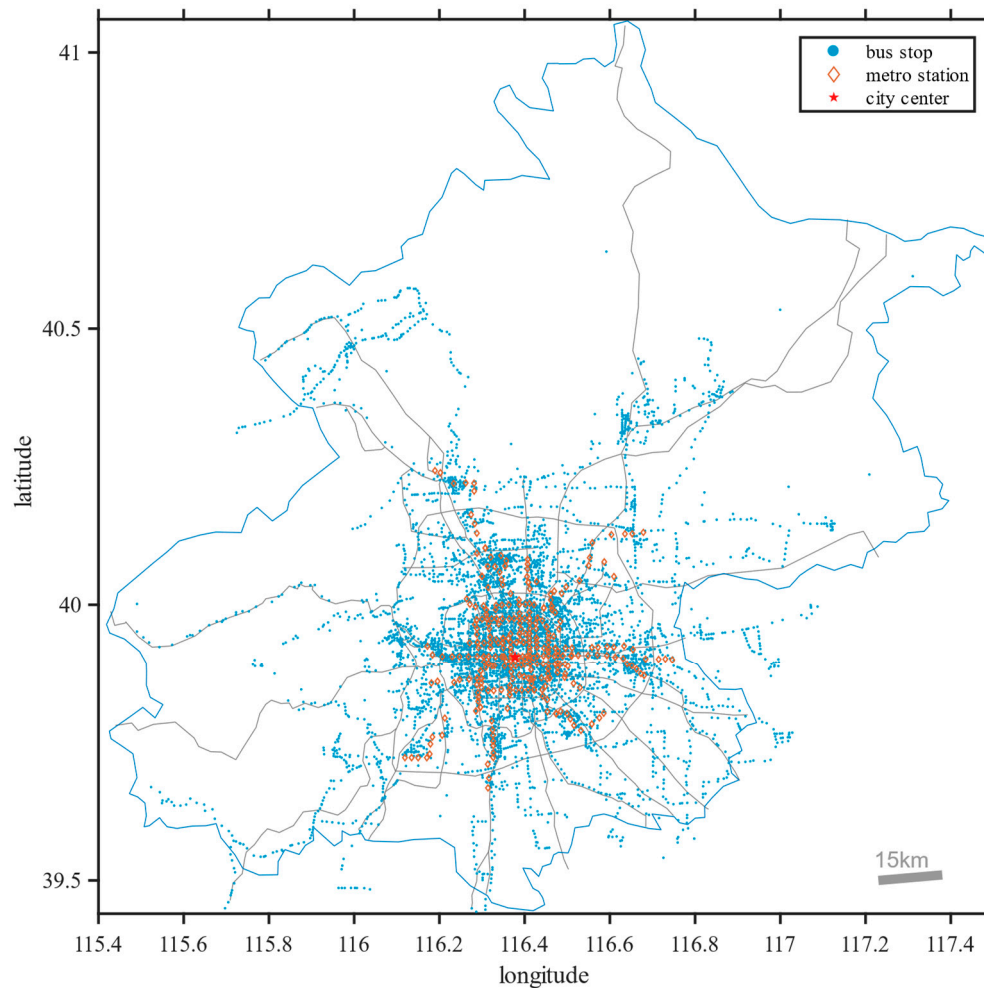 41
bus stop
metro station
city center
40.5
latitude
40
15km
39.5
115.4 115.6 115.8 116 116.2 116.4 116.6 116.8 117 117.2 117.4
longitude